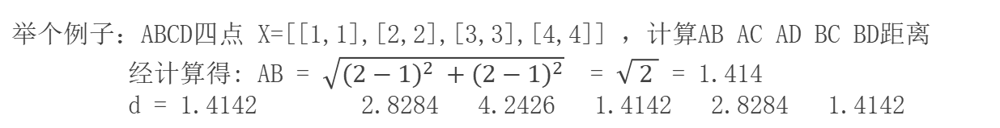 举个例子：ABCD四点 X=[[1,1],[2,2],[3,3],[4,4]] ，计算AB AC AD BC BD距离
经计算得：AB = √((2 − 1)² + (2 − 1)²) = √2 = 1.414
d = 1.4142 2.8284 4.2426 1.4142 2.8284 1.4142